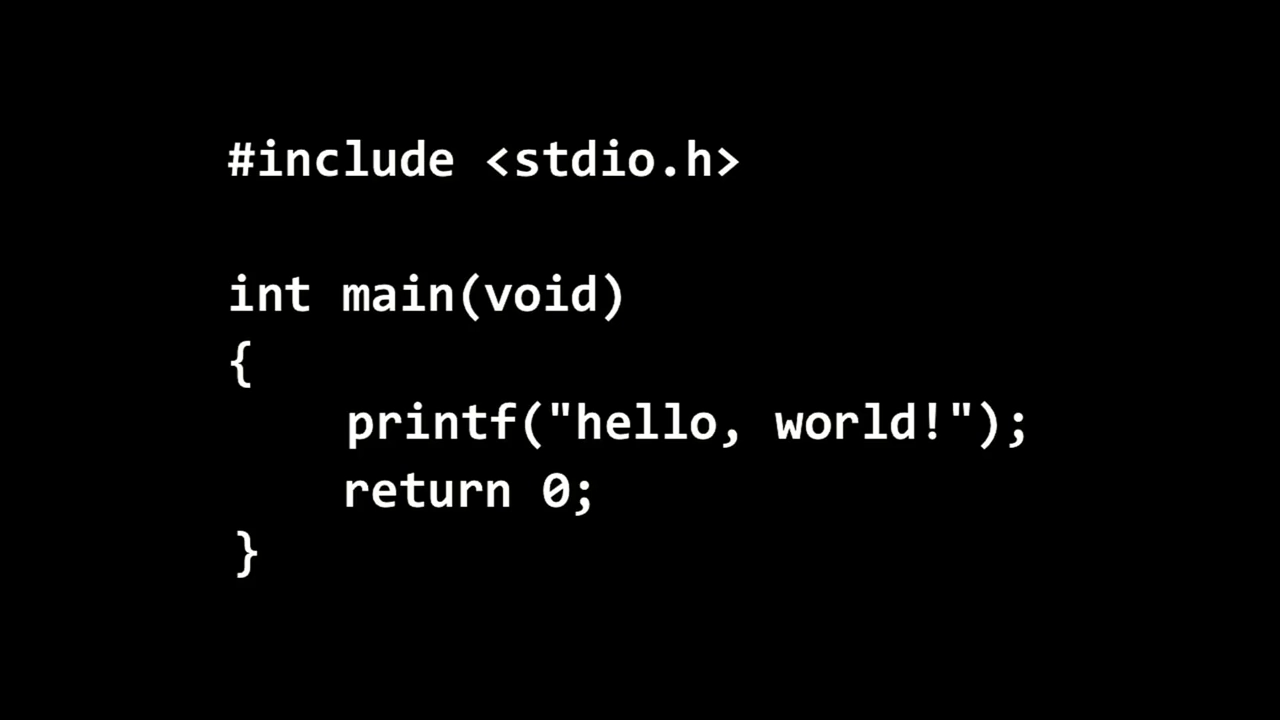 #include <stdio.h>
int main(void)
{
    printf("hello, world!");
    return 0;
}